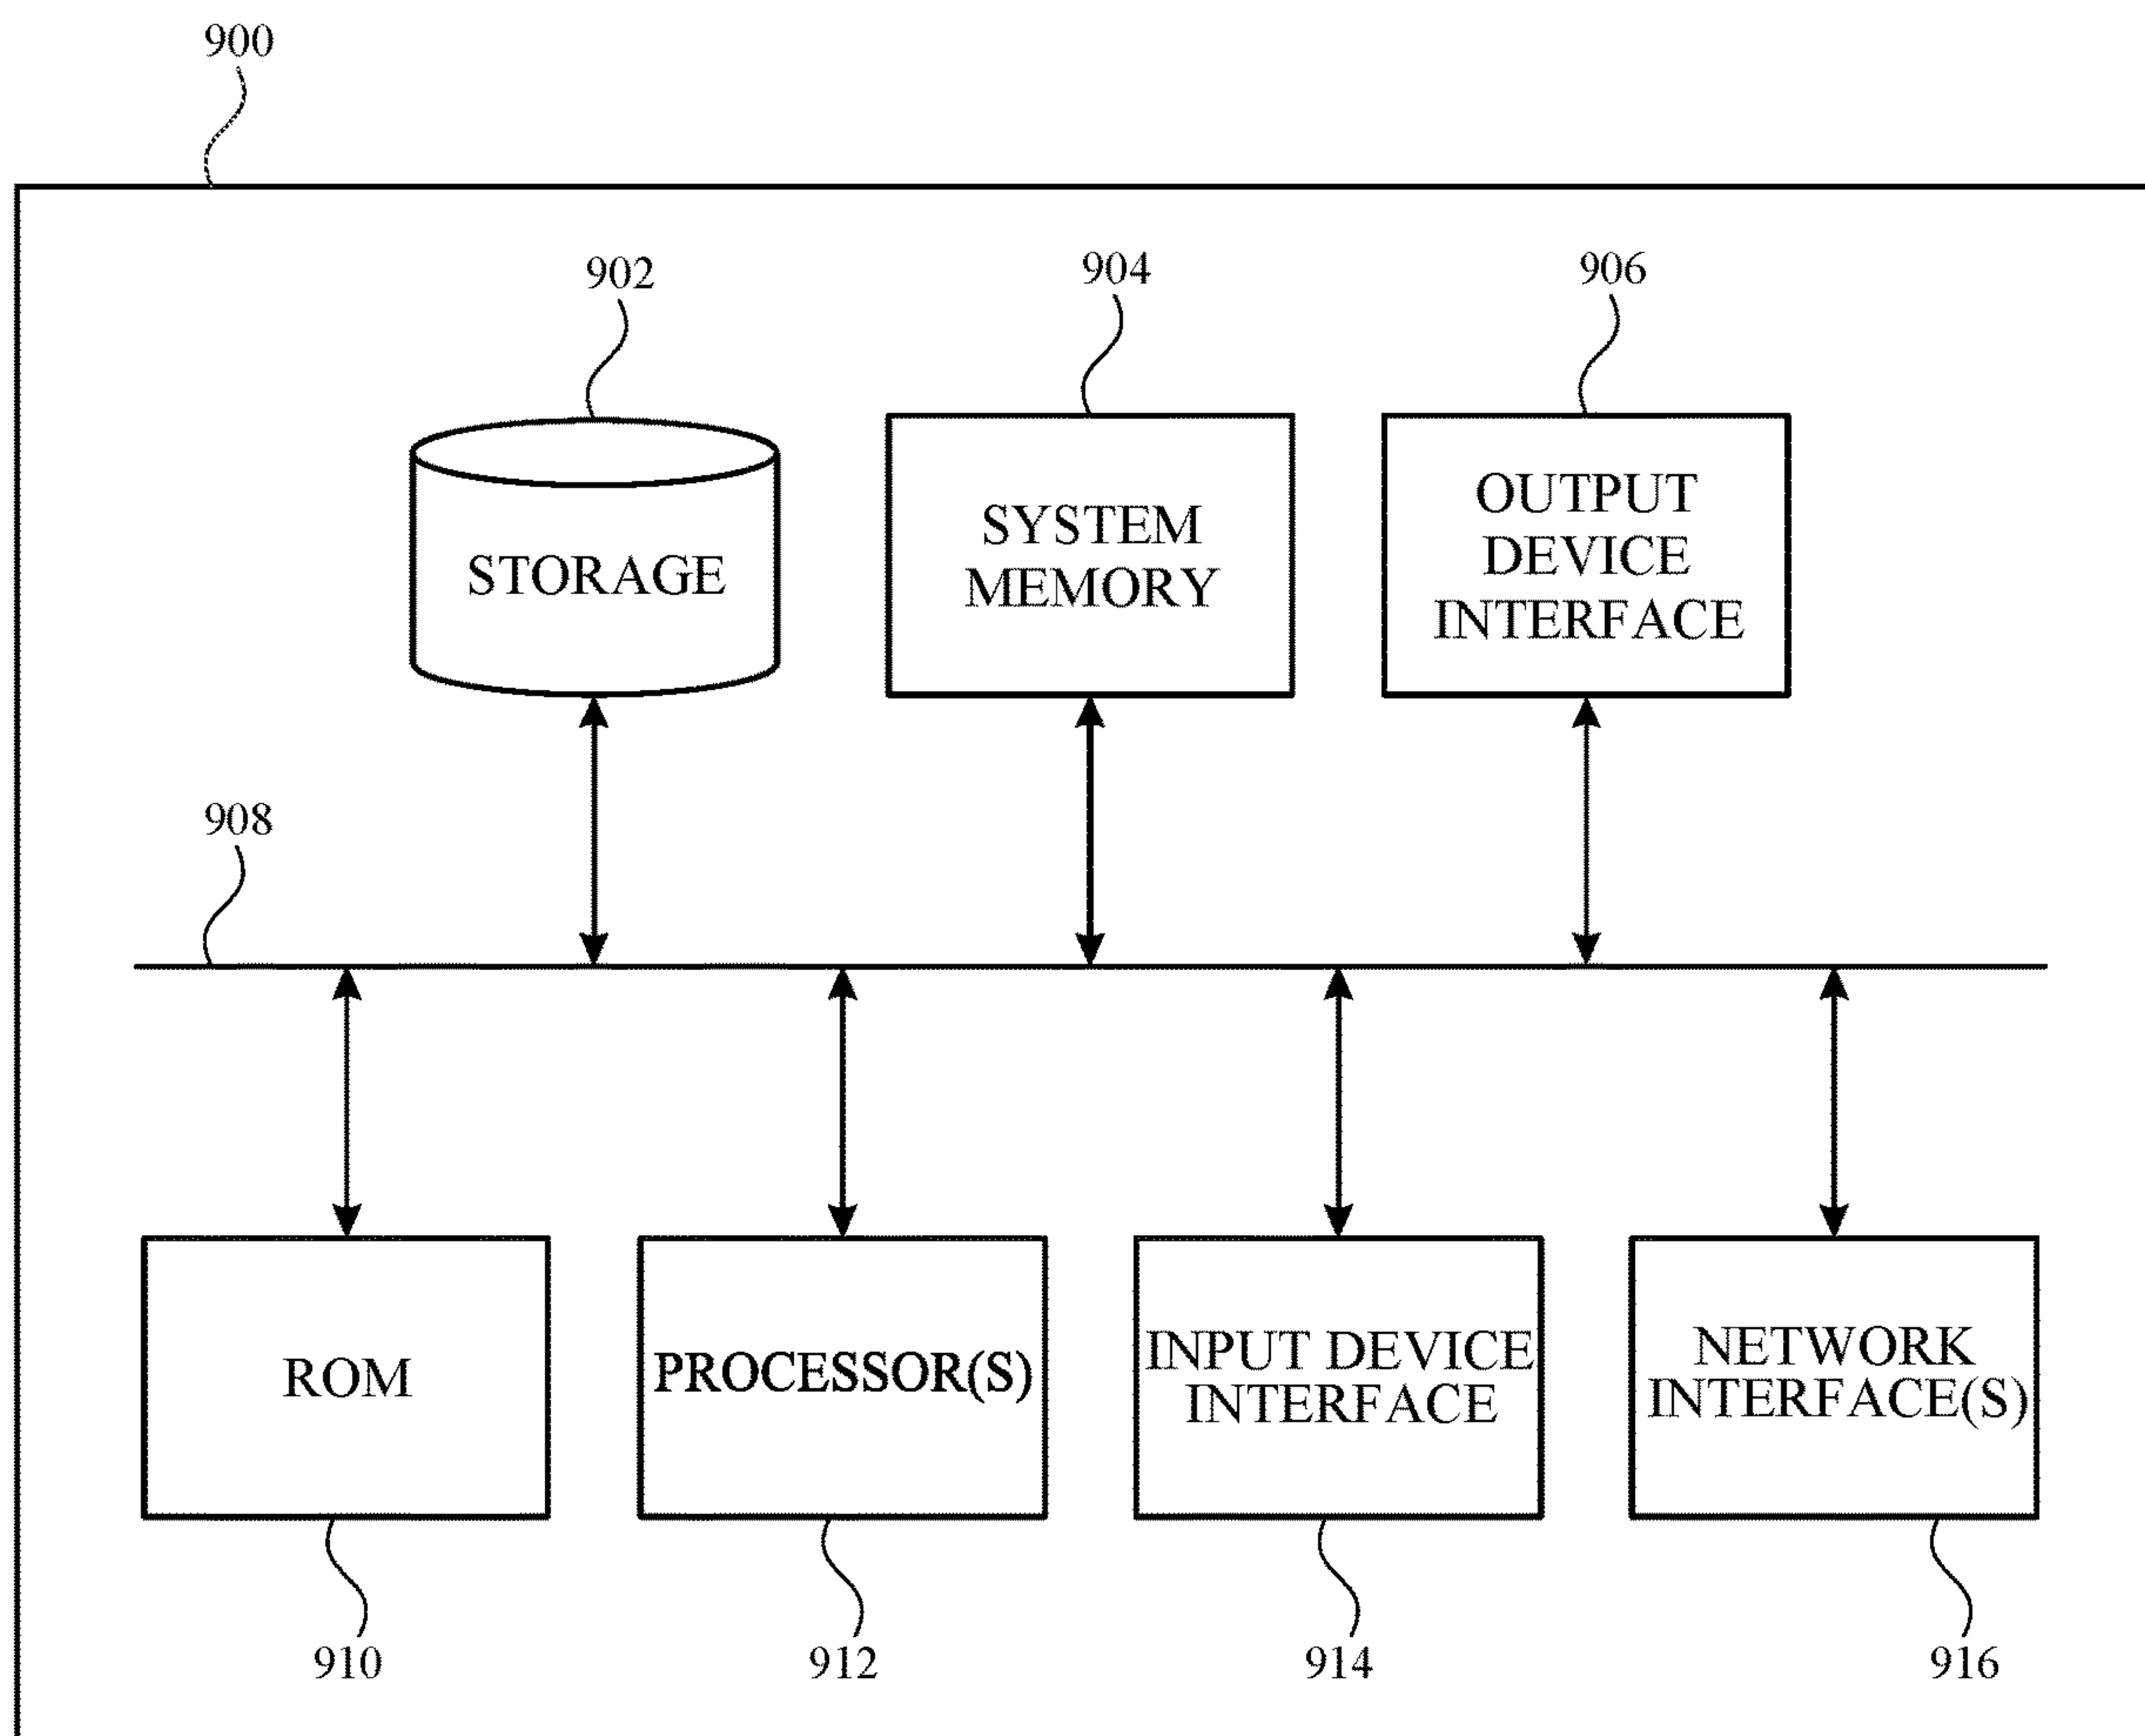 900
902
904
906
STORAGE
SYSTEM
MEMORY
OUTPUT
DEVICE
INTERFACE
908
ROM
PROCESSOR(S)
INPUT DEVICE
INTERFACE
NETWORK
INTERFACE(S)
910
912
914
916